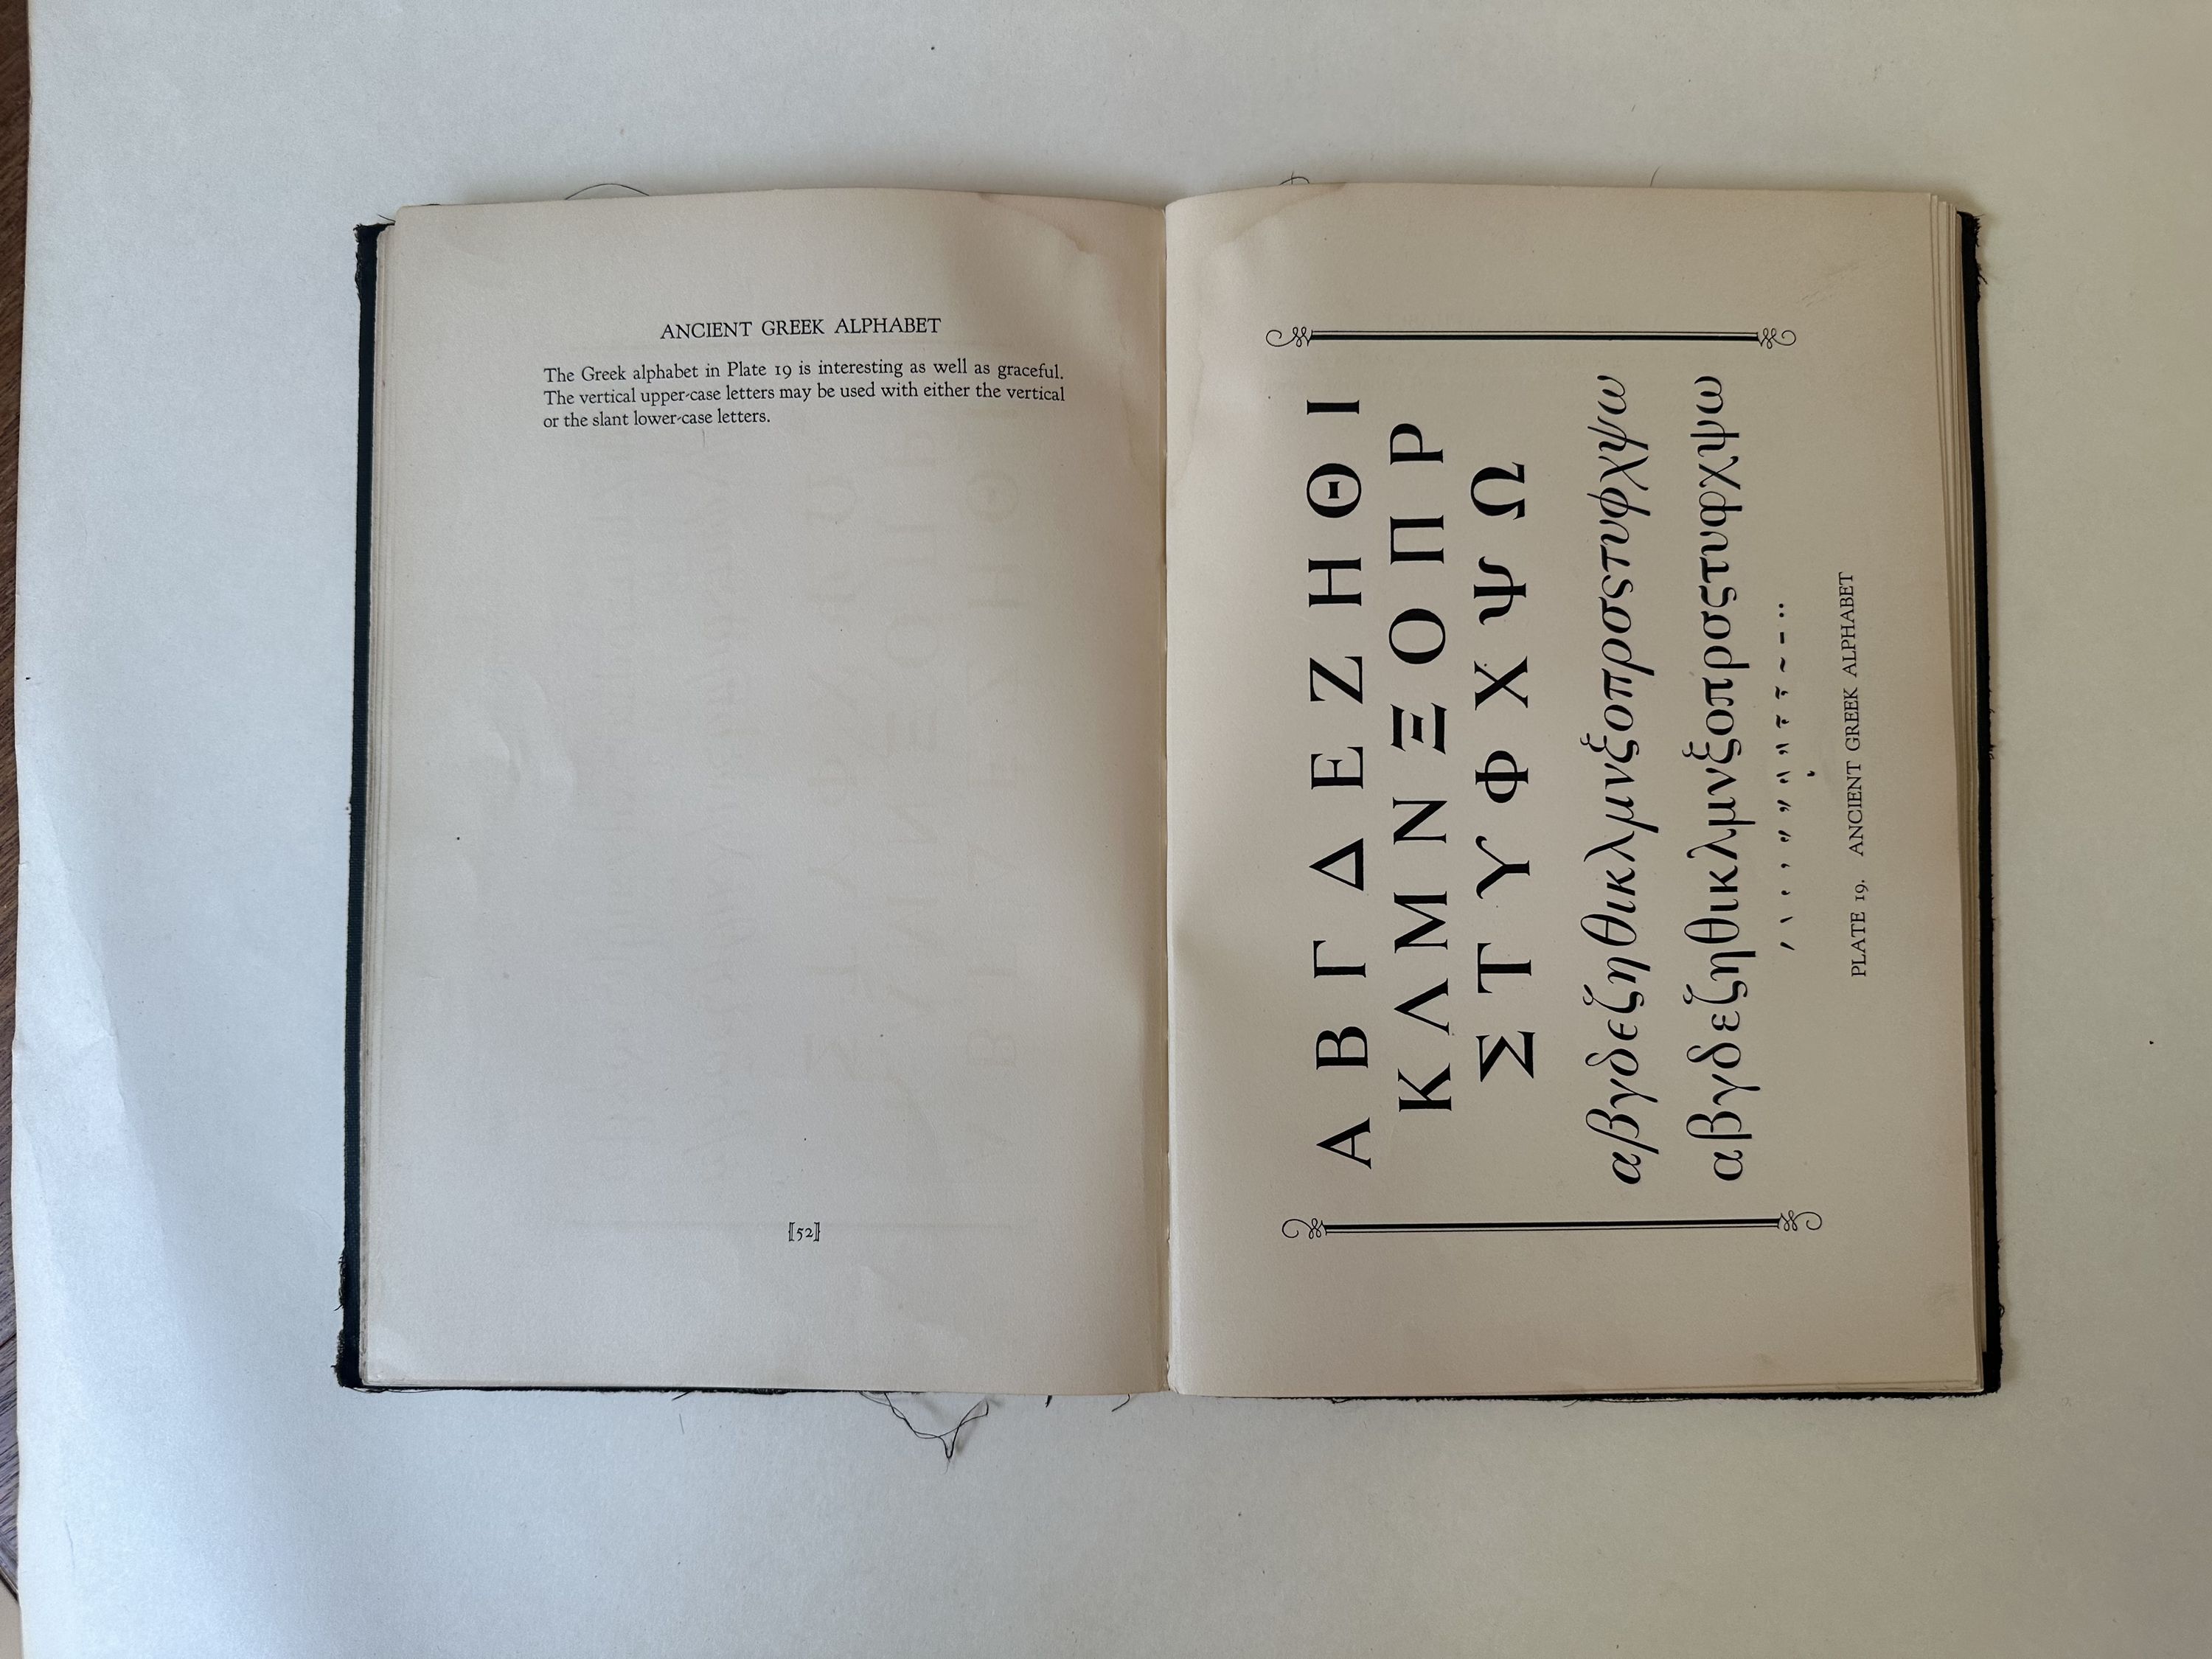 ANCIENT GREEK ALPHABET
The Greek alphabet in Plate 19 is interesting as well as graceful.
The vertical upper-case letters may be used with either the vertical
or the slant lower-case letters.
⟦52⟧
Α Β Γ Δ Ε Ζ Η Θ Ι
Κ Λ Μ Ν Ξ Ο Π Ρ
Σ Τ Υ Φ Χ Ψ Ω
αβγδεζηθικλμνξοπρσςτυφχψω
αβγδεζηθικλμνξοπρσςτυφχψω
PLATE 19. ANCIENT GREEK ALPHABET